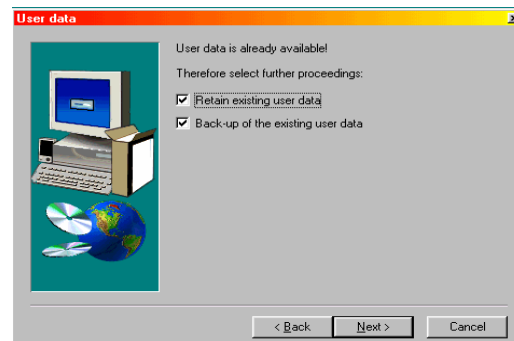 User data
User data is already available!
Therefore select further proceedings:
Retain existing user data
Back-up of the existing user data
< Back
Next >
Cancel